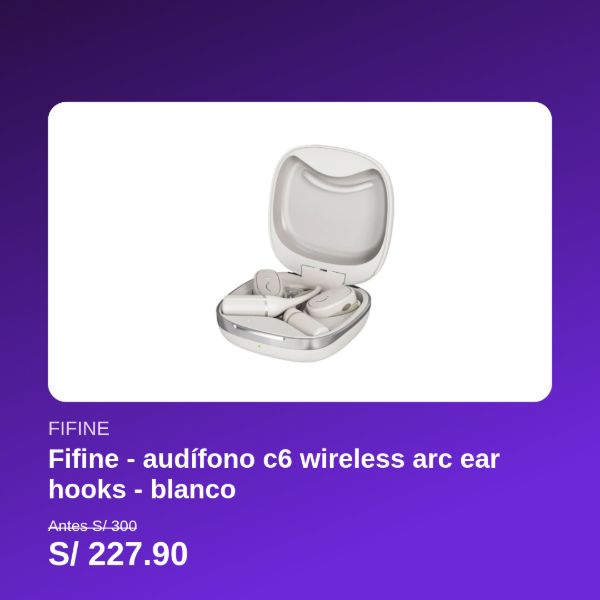 FIFINE
Fifine - audífono c6 wireless arc ear
hooks - blanco
Antes S/ 300
S/ 227.90